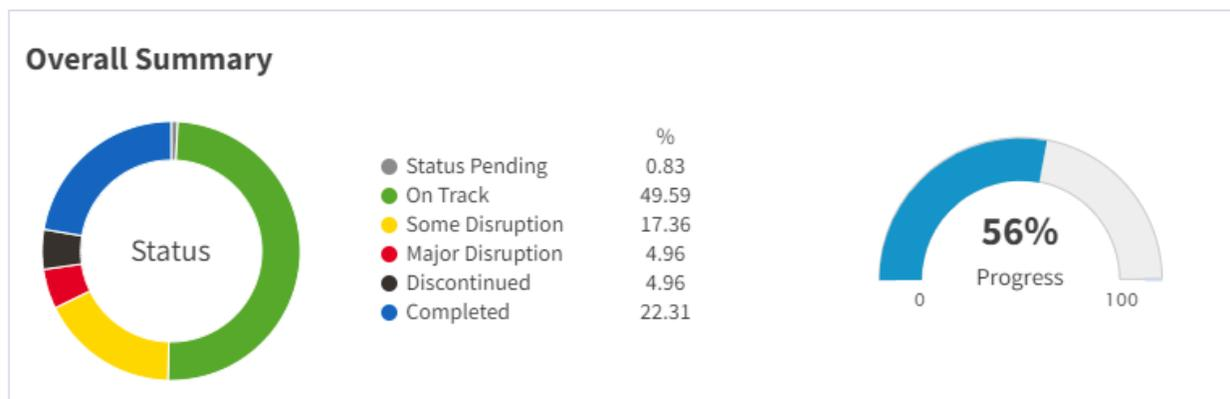 Overall Summary
Status
%
Status Pending 0.83
On Track 49.59
Some Disruption 17.36
Major Disruption 4.96
Discontinued 4.96
Completed 22.31
56%
Progress
0 100